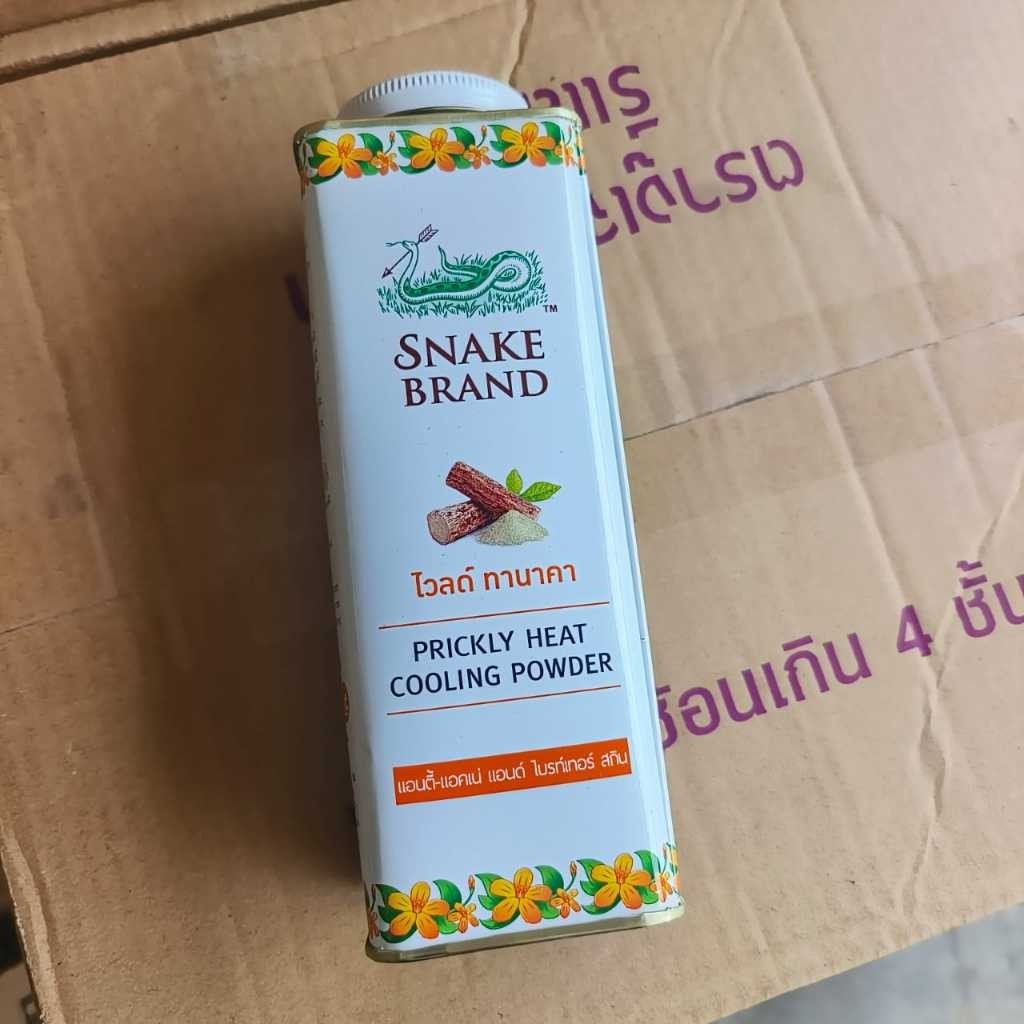 SNAKE
BRAND
TM
ไวลด์ ทานาคา
PRICKLY HEAT
COOLING POWDER
แอนตี้-แอคเน่ แอนด์ ไบรท์เทอร์ สกิน
ซ้อนเกิน 4 ชั้น